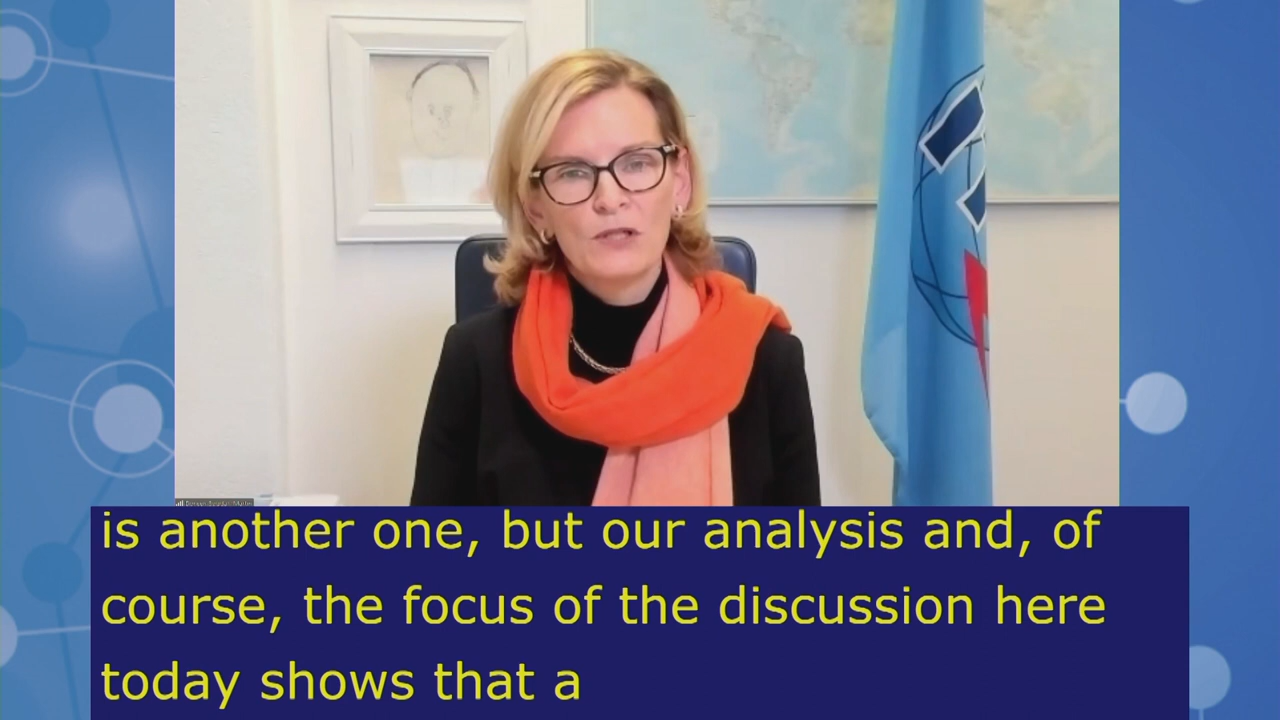 is another one, but our analysis and, of
course, the focus of the discussion here
today shows that a